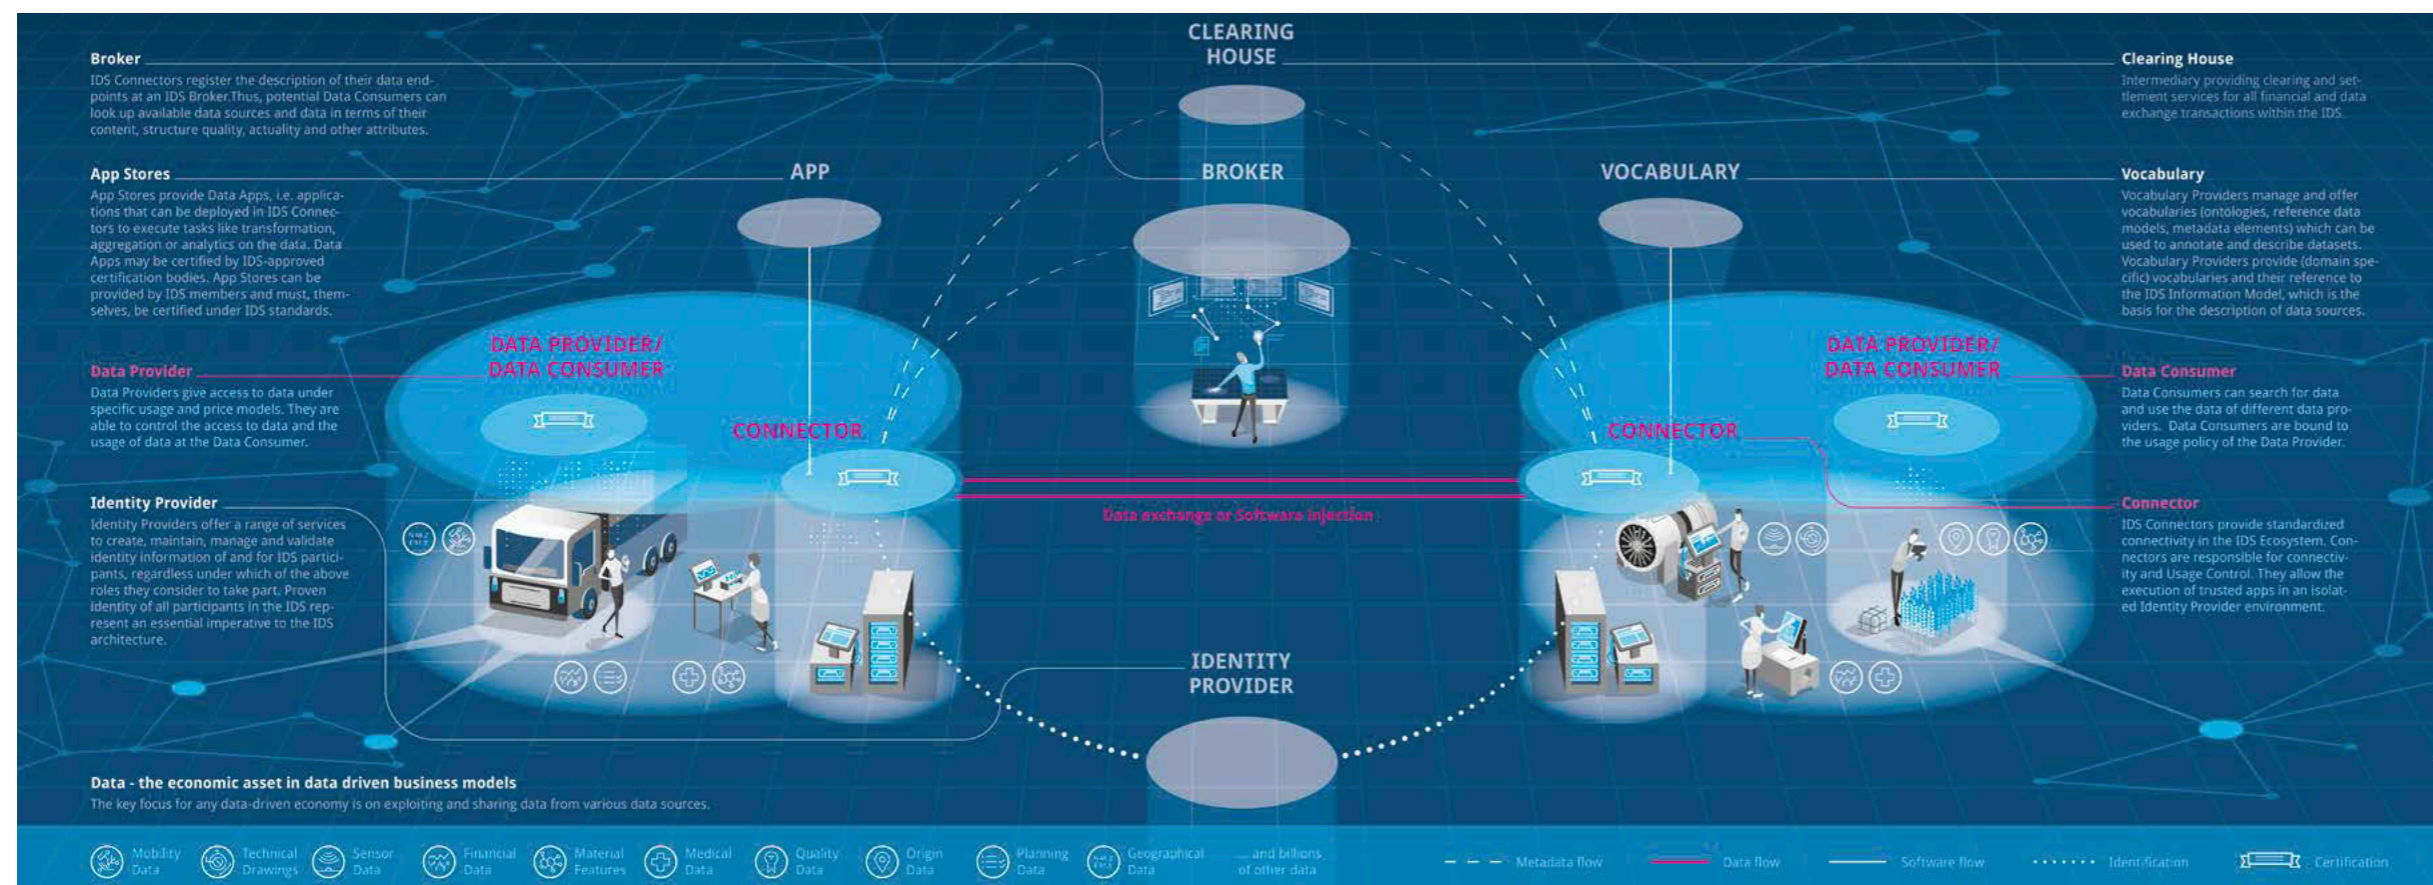 CLEARING
HOUSE
Broker
IDS Connectors register the description of their data end-
points at an IDS Broker.Thus, potential Data Consumers can
look up available data sources and data in terms of their
content, structure quality, actuality and other attributes.
Clearing House
Intermediary providing clearing and set-
tlement services for all financial and data
exchange transactions within the IDS.
App Stores
App Stores provide Data Apps, i.e. applica-
tions that can be deployed in IDS Connec-
tors to execute tasks like transformation,
aggregation or analytics on the data. Data
Apps may be certified by IDS-approved
certification bodies. App Stores can be
provided by IDS members and must, them-
selves, be certified under IDS standards.
APP
BROKER
VOCABULARY
Vocabulary
Vocabulary Providers manage and offer
vocabularies (ontologies, reference data
models, metadata elements) which can be
used to annotate and describe datasets.
Vocabulary Providers provide (domain spe-
cific) vocabularies and their reference to
the IDS Information Model, which is the
basis for the description of data sources.
DATA PROVIDER/
DATA CONSUMER
DATA PROVIDER/
DATA CONSUMER
Data Provider
Data Providers give access to data under
specific usage and price models. They are
able to control the access to data and the
usage of data at the Data Consumer.
Data Consumer
Data Consumers can search for data
and use the data of different data pro-
viders. Data Consumers are bound to
the usage policy of the Data Provider.
CONNECTOR
CONNECTOR
Data exchange or Software injection
Identity Provider
Identity Providers offer a range of services
to create, maintain, manage and validate
identity information of and for IDS partici-
pants, regardless under which of the above
roles they consider to take part. Proven
identity of all participants in the IDS rep-
resent an essential imperative to the IDS
architecture.
Connector
IDS Connectors provide standardized
connectivity in the IDS Ecosystem. Con-
nectors are responsible for connectiv-
ity and Usage Control. They allow the
execution of trusted apps in an isolat-
ed Identity Provider environment.
IDENTITY
PROVIDER
Data - the economic asset in data driven business models
The key focus for any data-driven economy is on exploiting and sharing data from various data sources.
Mobility
Data
Technical
Drawings
Sensor
Data
Financial
Data
Material
Features
Medical
Data
Quality
Data
Origin
Data
Planning
Data
Geographical
Data
... and billions
of other data
Metadata flow
Data flow
Software flow
Identification
Certification